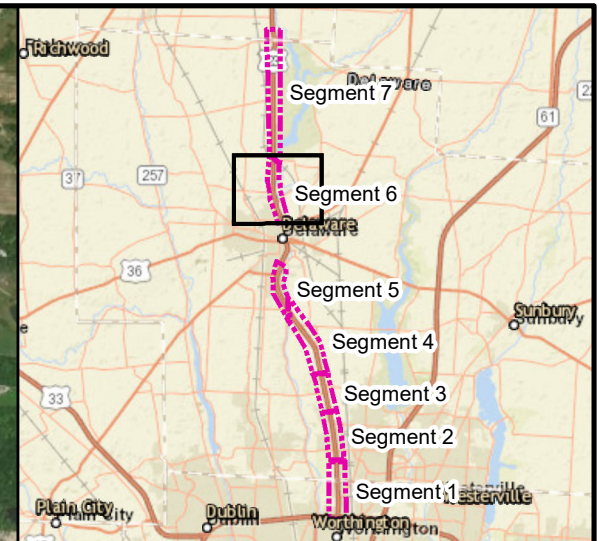 Richwood
23
Delaware
Segment 7
61
37
257
Segment 6
Delaware
36
Segment 5
Sunbury
Segment 4
33
Segment 3
Segment 2
Segment 1
Westerville
Plain City
Dublin
Worthington